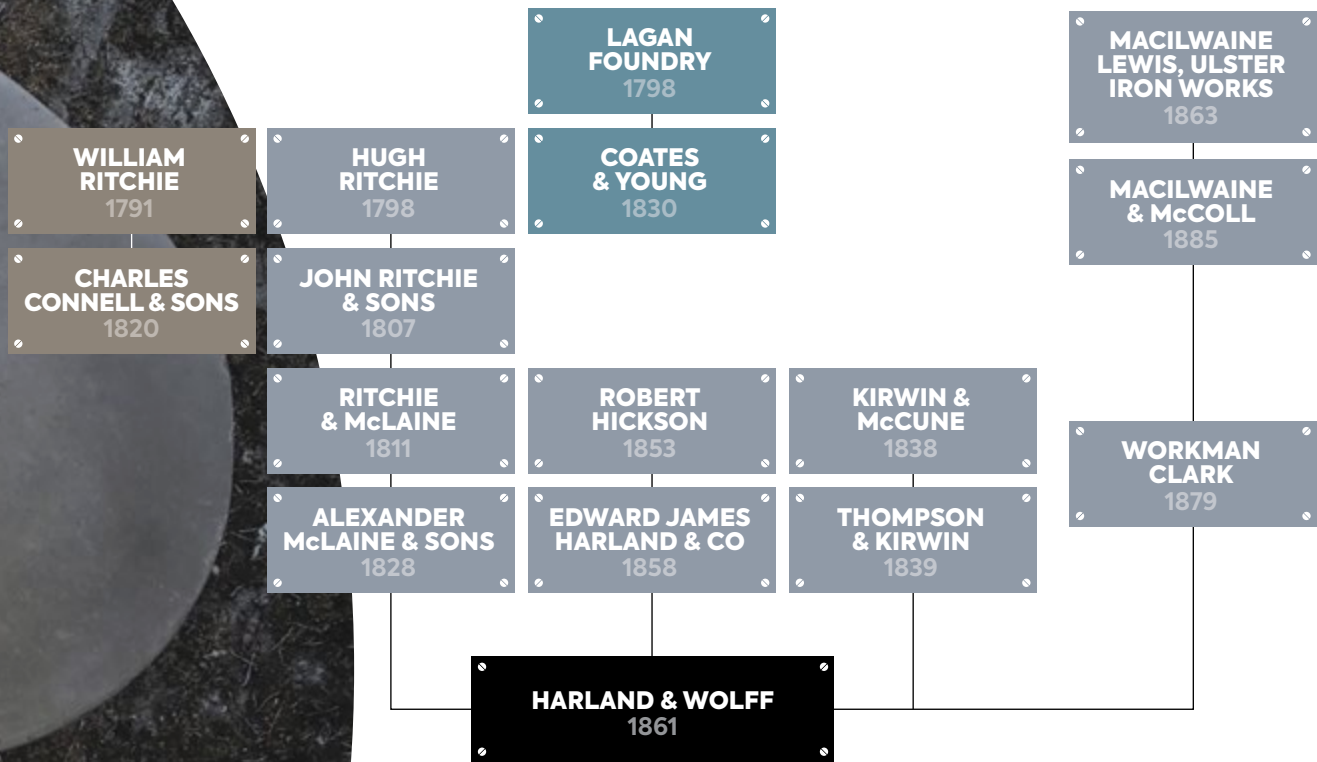 LAGAN
FOUNDRY
1798
MACILWAINE
LEWIS, ULSTER
IRON WORKS
1863
WILLIAM
RITCHIE
1791
HUGH
RITCHIE
1798
COATES
& YOUNG
1830
MACILWAINE
& McCOLL
1885
CHARLES
CONNELL & SONS
1820
JOHN RITCHIE
& SONS
1807
RITCHIE
& McLAINE
1811
ROBERT
HICKSON
1853
KIRWIN &
McCUNE
1838
WORKMAN
CLARK
1879
ALEXANDER
McLAINE & SONS
1828
EDWARD JAMES
HARLAND & CO
1858
THOMPSON
& KIRWIN
1839
HARLAND & WOLFF
1861